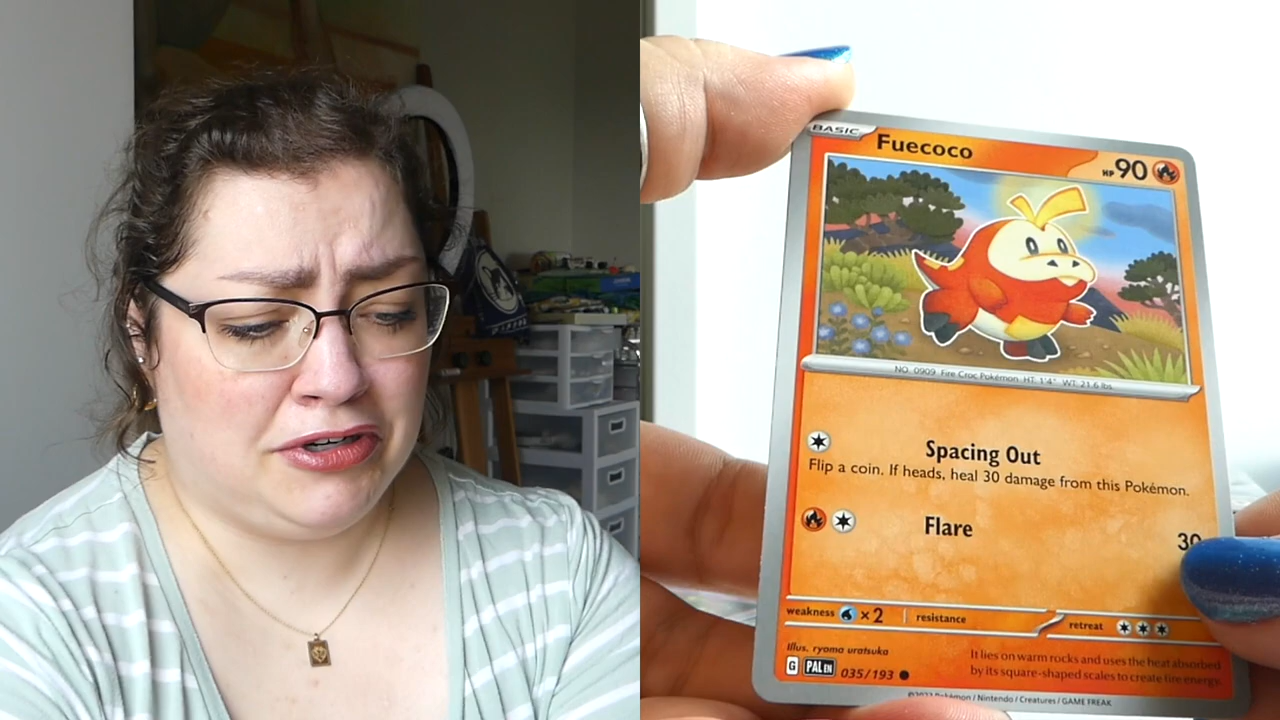 BASIC
Fuecoco
HP 90
NO. 0909 Fire Croc Pokémon HT: 1'4" WT: 21.6 lbs.
Spacing Out
Flip a coin. If heads, heal 30 damage from this Pokémon.
Flare
30
weakness ×2 resistance retreat
Illus. ryoma uratsuka
It lies on warm rocks and uses the heat absorbed
by its square-shaped scales to create fire energy.
G PAL EN 035/193
©2023 Pokémon / Nintendo / Creatures / GAME FREAK